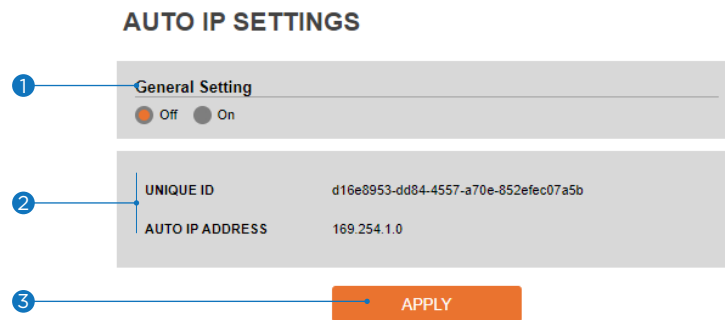 AUTO IP SETTINGS
1
General Setting
Off On
2
UNIQUE ID d16e8953-dd84-4557-a70e-852efec07a5b
AUTO IP ADDRESS 169.254.1.0
3
APPLY